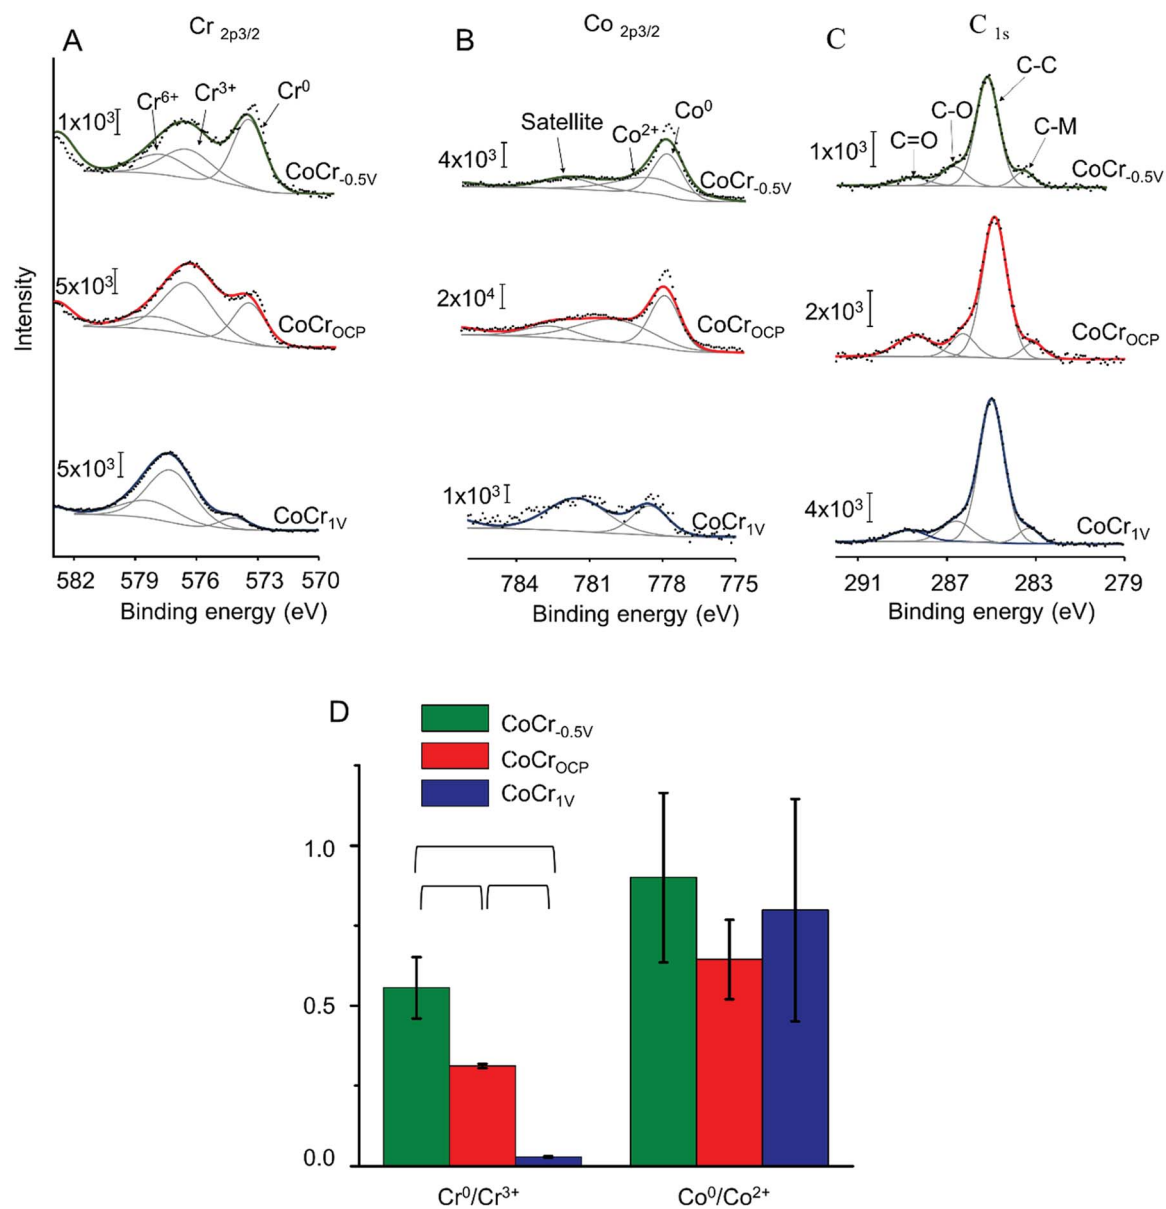 A
Cr 2p3/2
B
Co 2p3/2
C
C 1s
Intensity
1x10³
Cr⁶⁺
Cr³⁺
Cr⁰
CoCr-0.5V
5x10³
CoCrOCP
5x10³
CoCr1V
582 579 576 573 570
Binding energy (eV)
4x10³
Satellite
Co²⁺
Co⁰
CoCr-0.5V
2x10⁴
CoCrOCP
1x10³
CoCr1V
784 781 778 775
Binding energy (eV)
1x10³
C=O
C-O
C-C
C-M
CoCr-0.5V
2x10³
CoCrOCP
4x10³
CoCr1V
291 287 283 279
Binding energy (eV)
D
CoCr-0.5V
CoCrOCP
CoCr1V
1.0
0.5
0.0
Cr⁰/Cr³⁺
Co⁰/Co²⁺